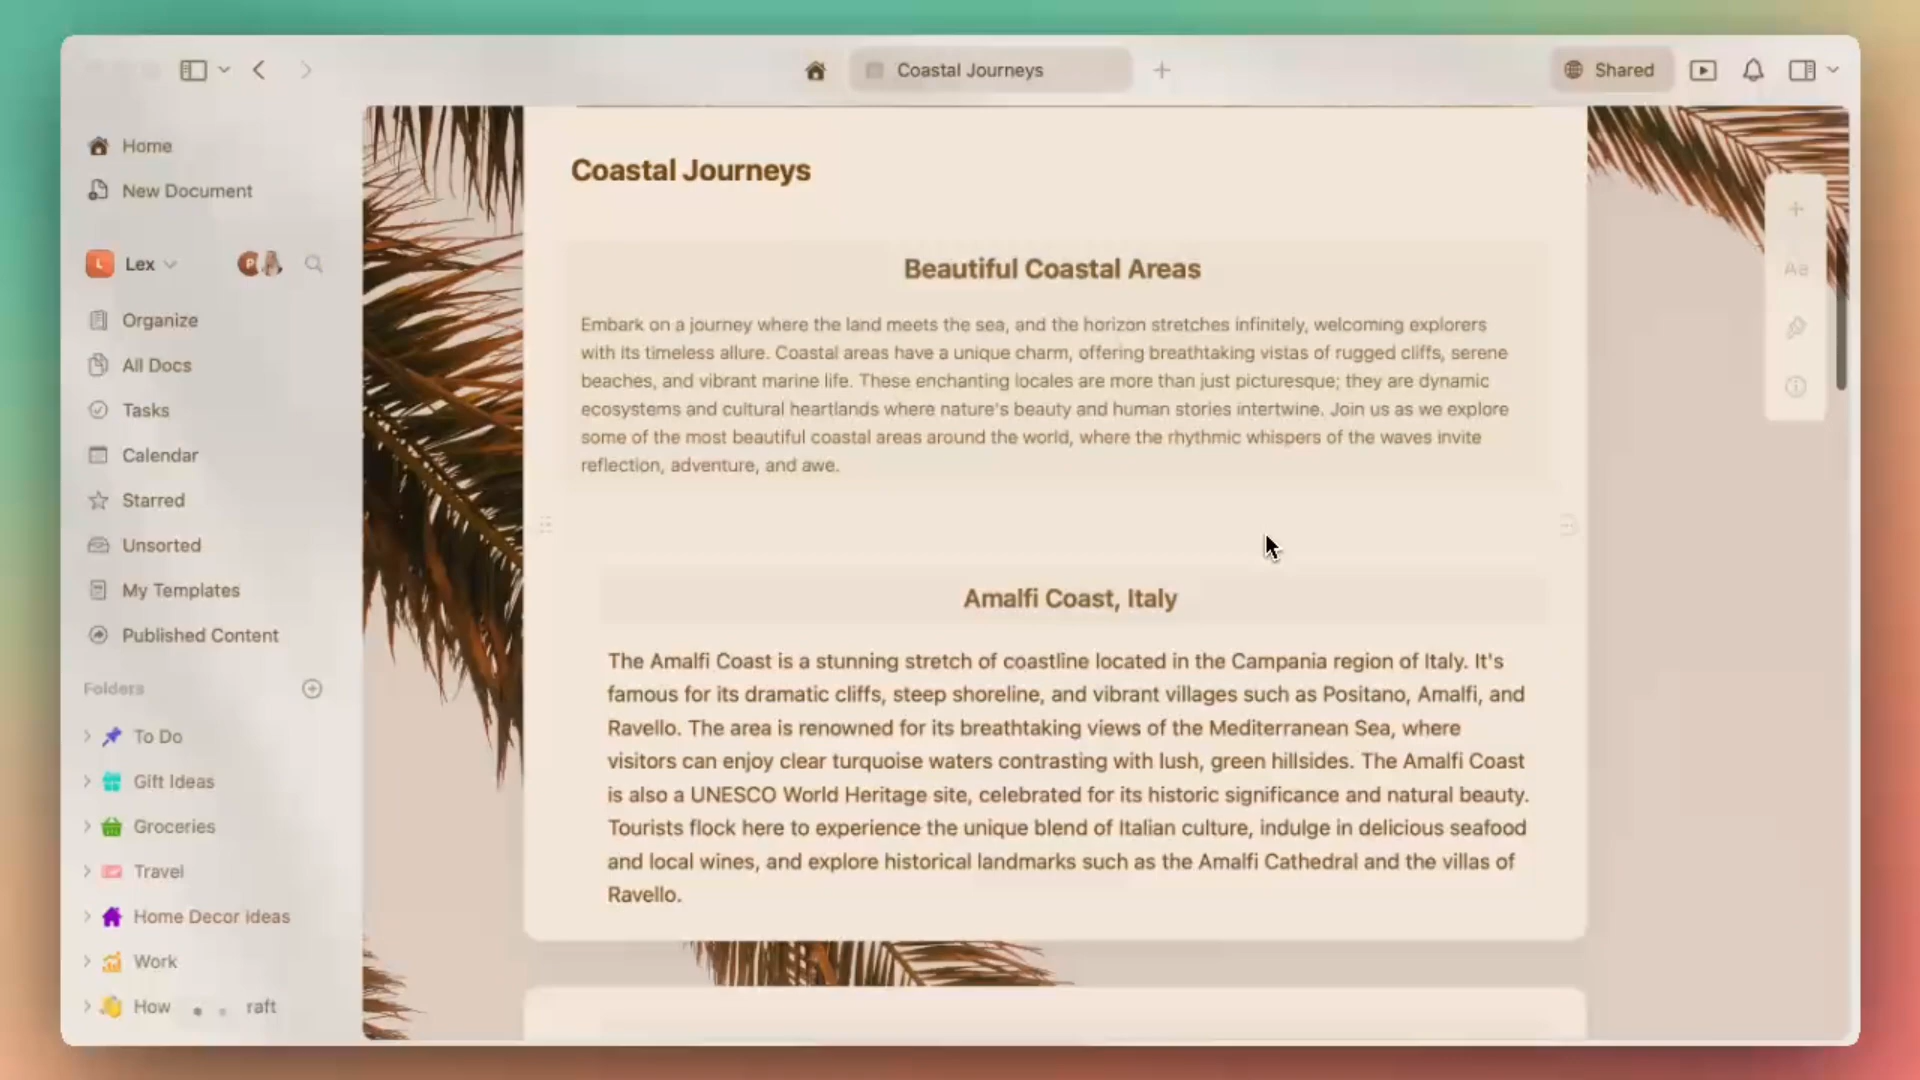 Coastal Journeys
Shared
Home
New Document
L
Lex
P
Organize
All Docs
Tasks
Calendar
Starred
Unsorted
My Templates
Published Content
Folders
To Do
Gift Ideas
Groceries
Travel
Home Decor ideas
Work
How raft
Coastal Journeys
Beautiful Coastal Areas
Embark on a journey where the land meets the sea, and the horizon stretches infinitely, welcoming explorers
with its timeless allure. Coastal areas have a unique charm, offering breathtaking vistas of rugged cliffs, serene
beaches, and vibrant marine life. These enchanting locales are more than just picturesque; they are dynamic
ecosystems and cultural heartlands where nature's beauty and human stories intertwine. Join us as we explore
some of the most beautiful coastal areas around the world, where the rhythmic whispers of the waves invite
reflection, adventure, and awe.
Amalfi Coast, Italy
The Amalfi Coast is a stunning stretch of coastline located in the Campania region of Italy. It's
famous for its dramatic cliffs, steep shoreline, and vibrant villages such as Positano, Amalfi, and
Ravello. The area is renowned for its breathtaking views of the Mediterranean Sea, where
visitors can enjoy clear turquoise waters contrasting with lush, green hillsides. The Amalfi Coast
is also a UNESCO World Heritage site, celebrated for its historic significance and natural beauty.
Tourists flock here to experience the unique blend of Italian culture, indulge in delicious seafood
and local wines, and explore historical landmarks such as the Amalfi Cathedral and the villas of
Ravello.
Aa